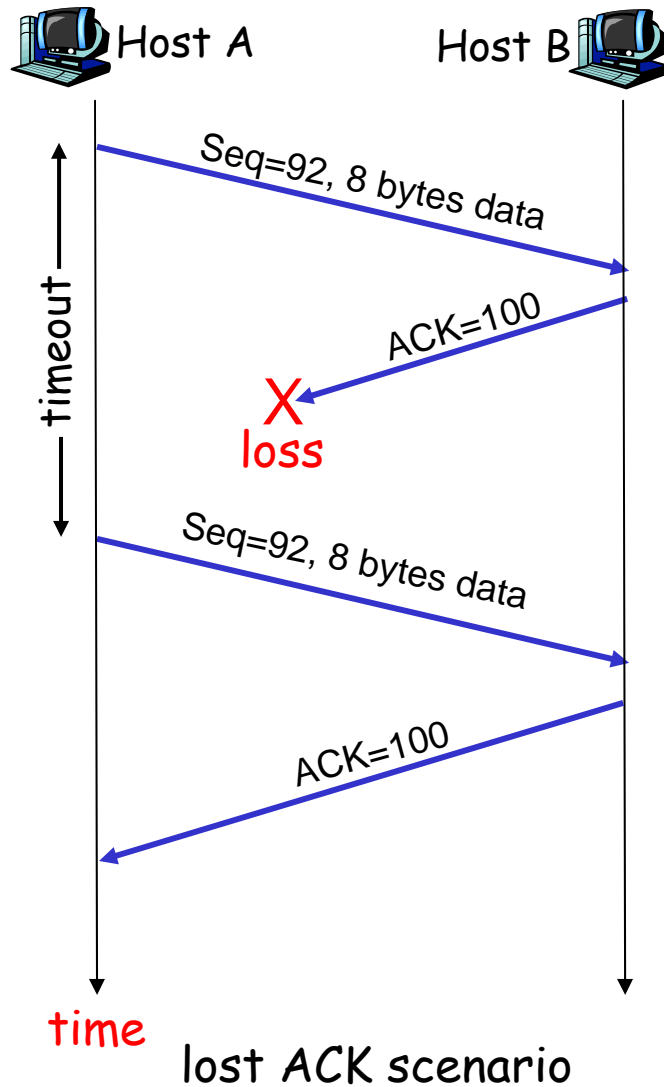 Host A
Host B
Seq=92, 8 bytes data
timeout
ACK=100
X
loss
Seq=92, 8 bytes data
ACK=100
time
lost ACK scenario